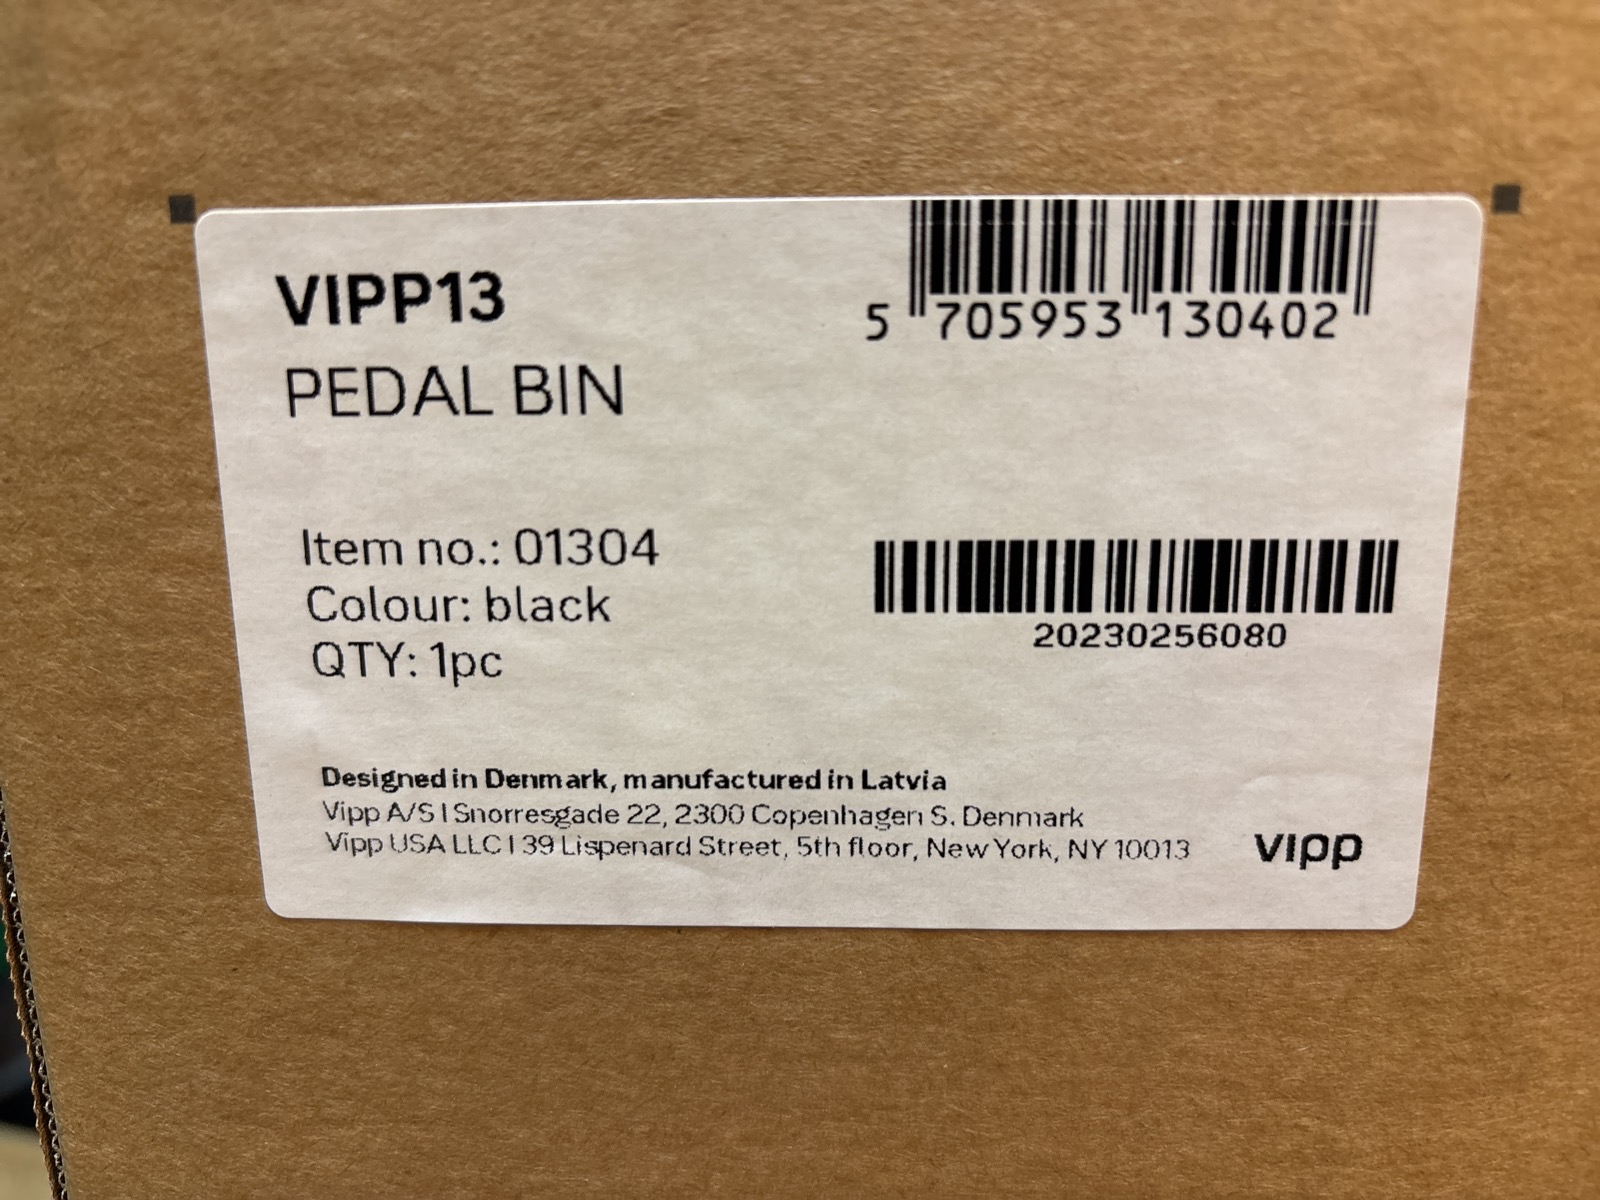 VIPP13
PEDAL BIN
5 705953 130402
Item no.: 01304
Colour: black
QTY: 1pc
20230256080
Designed in Denmark, manufactured in Latvia
Vipp A/S I Snorresgade 22, 2300 Copenhagen S. Denmark
Vipp USA LLC I 39 Lispenard Street, 5th floor, New York, NY 10013
vipp